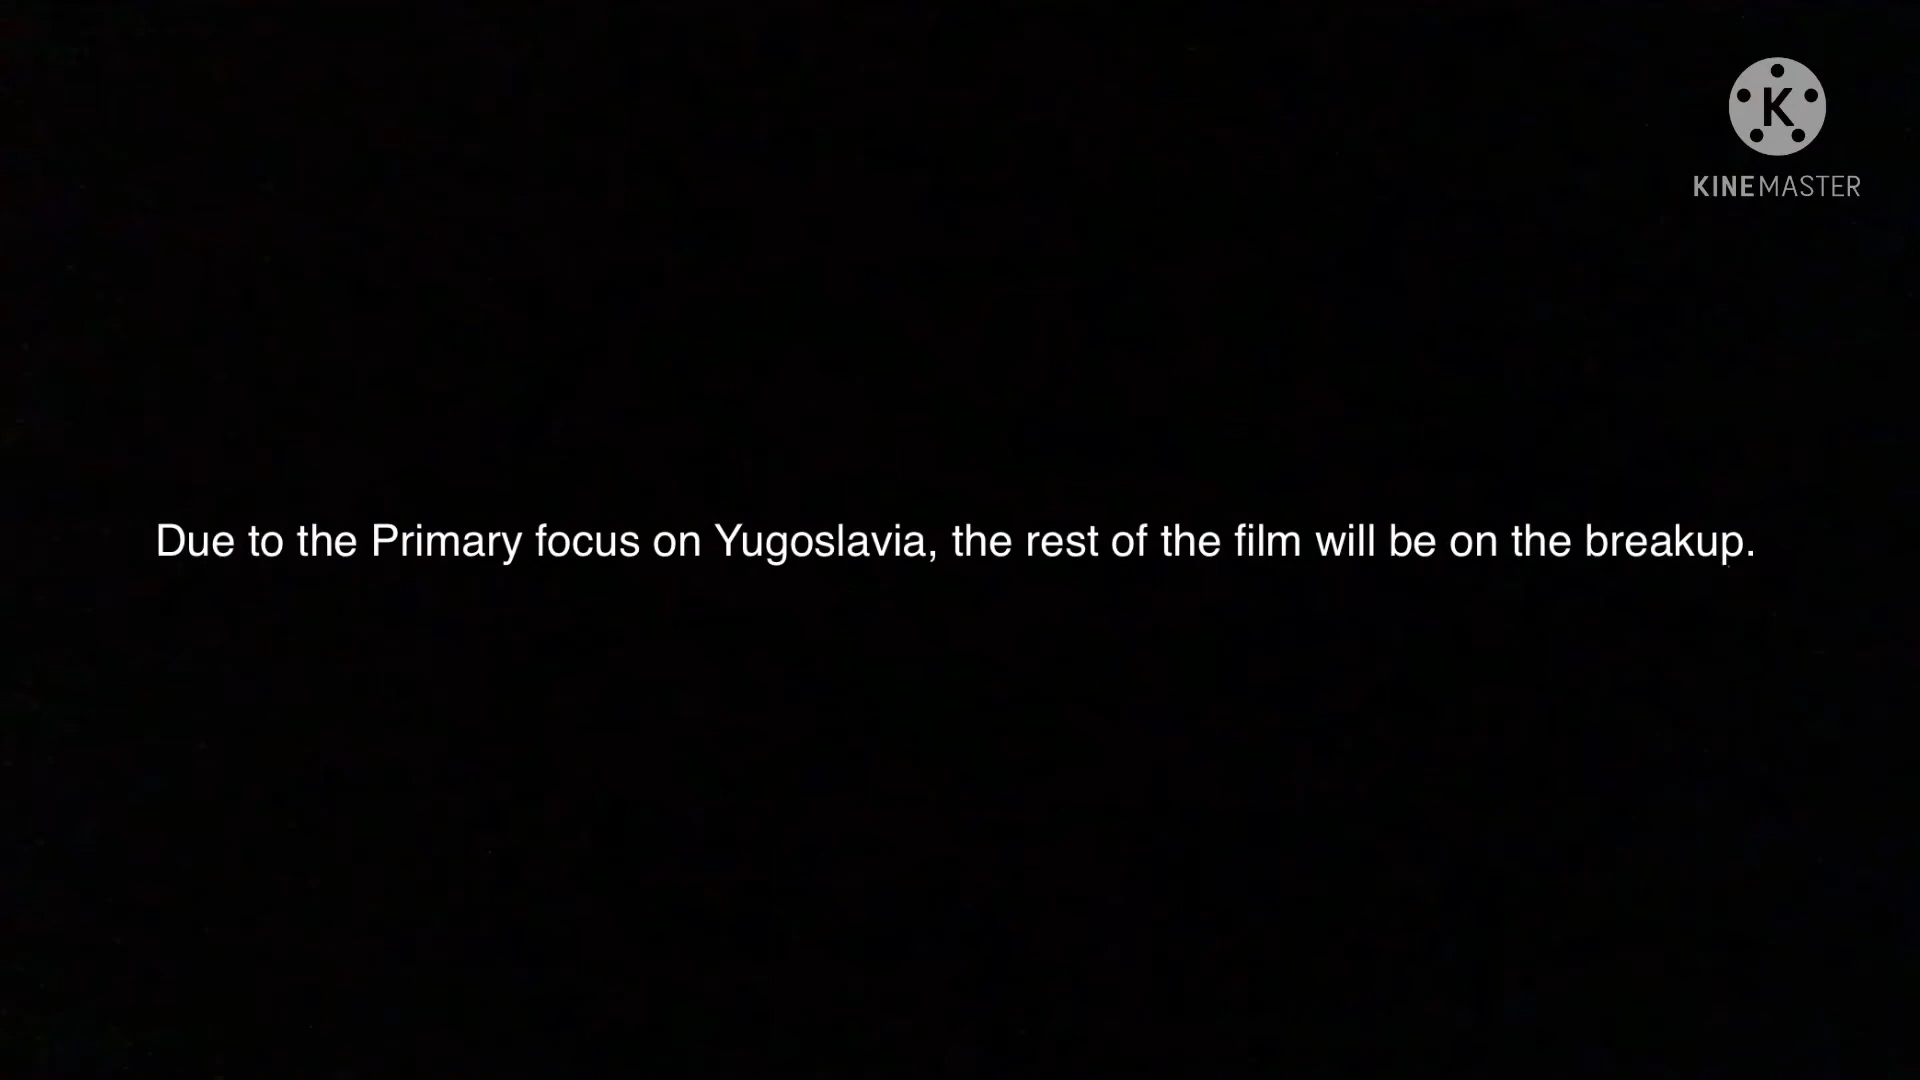 K
KINEMASTER
Due to the Primary focus on Yugoslavia, the rest of the film will be on the breakup.